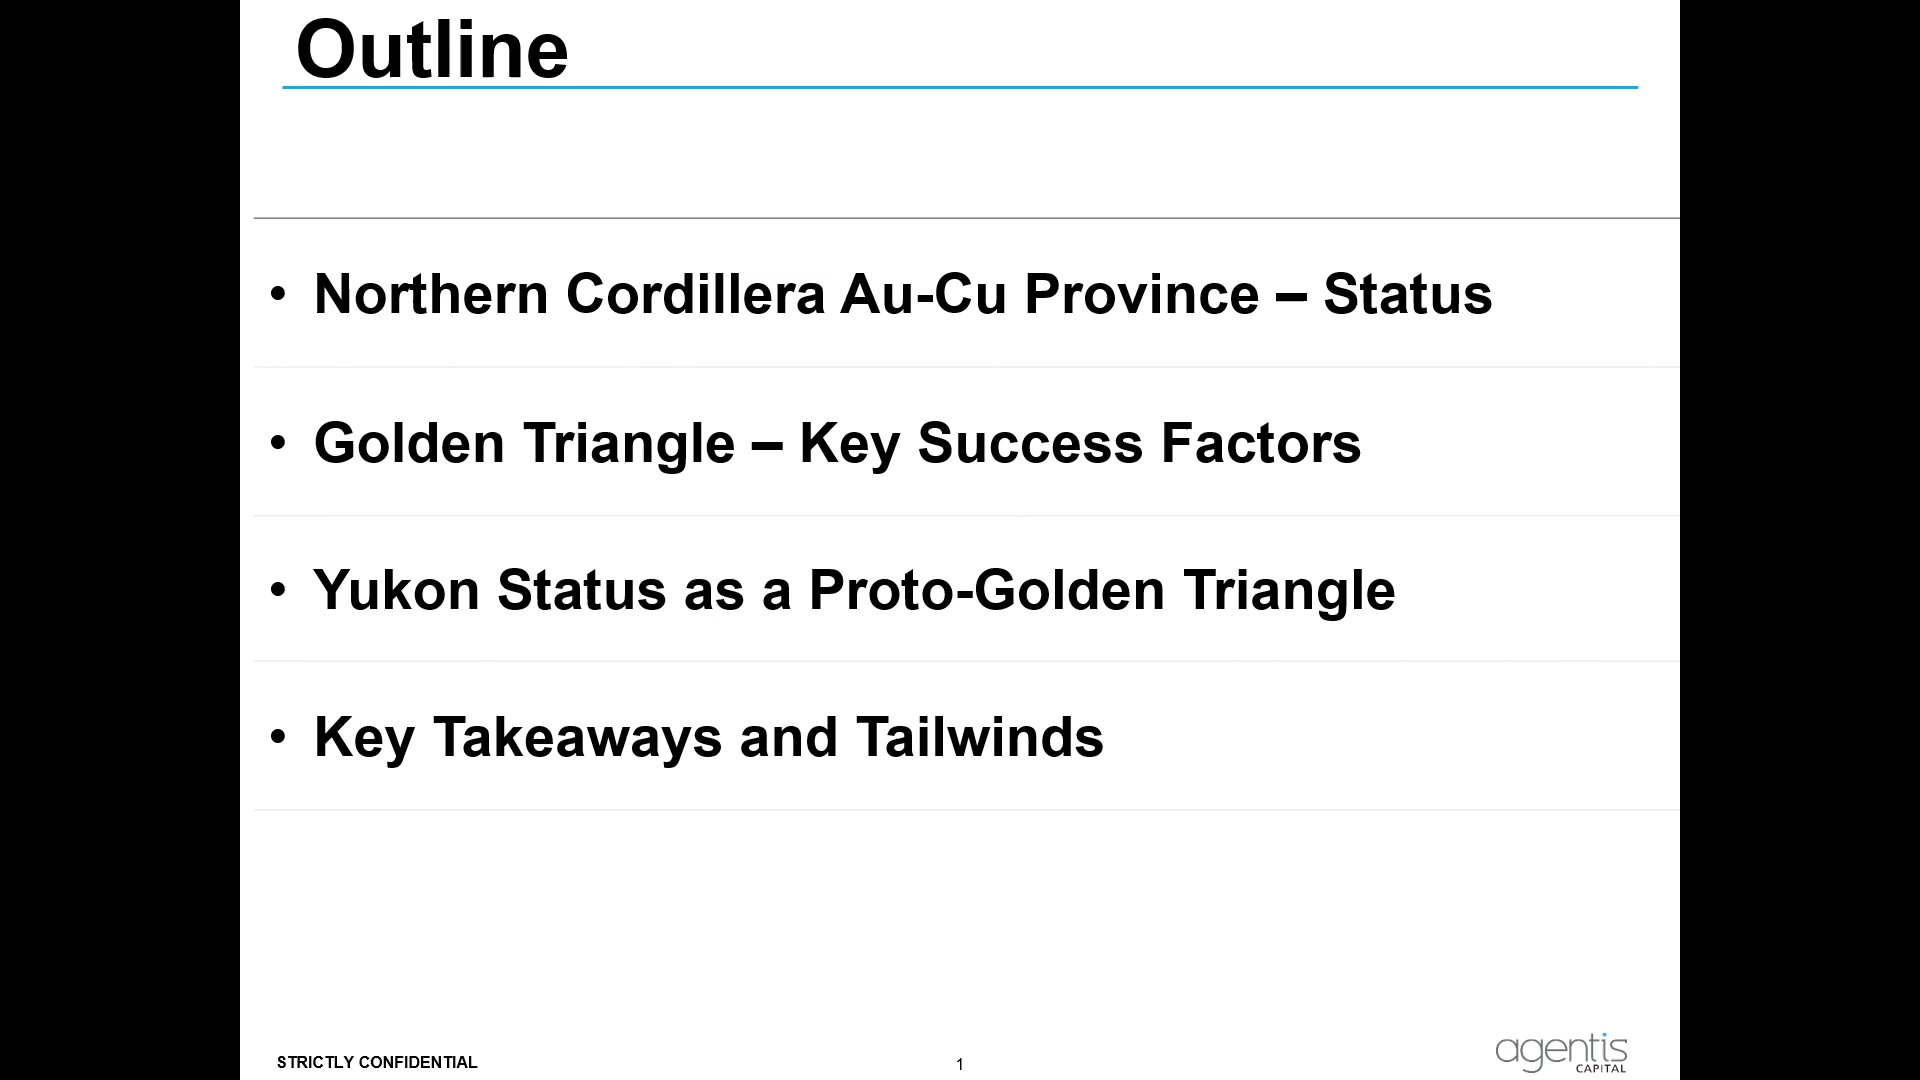 Outline
• Northern Cordillera Au-Cu Province – Status
• Golden Triangle – Key Success Factors
• Yukon Status as a Proto-Golden Triangle
• Key Takeaways and Tailwinds
STRICTLY CONFIDENTIAL
1
agentis
CAPITAL